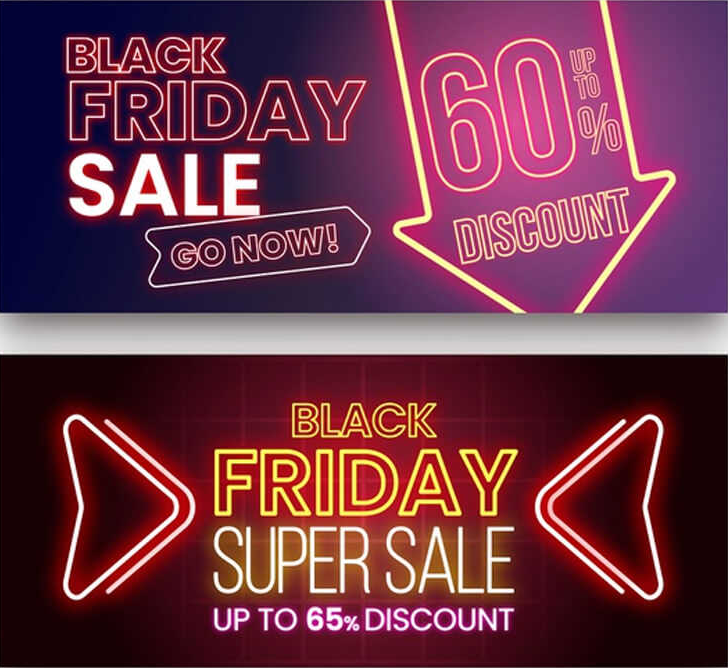 BLACK
FRIDAY
SALE
GO NOW!
60 UP TO %
DISCOUNT
BLACK
FRIDAY
SUPER SALE
UP TO 65% DISCOUNT